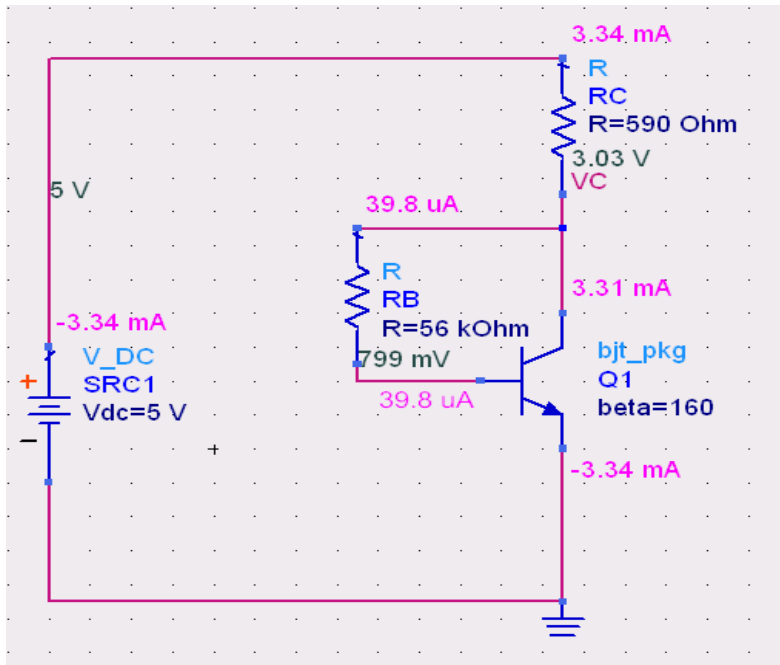 3.34 mA
R
RC
R=590 Ohm
3.03 V
VC
5 V
39.8 uA
R
RB
R=56 kOhm
3.31 mA
-3.34 mA
V_DC
SRC1
Vdc=5 V
+
−
799 mV
39.8 uA
bjt_pkg
Q1
beta=160
-3.34 mA